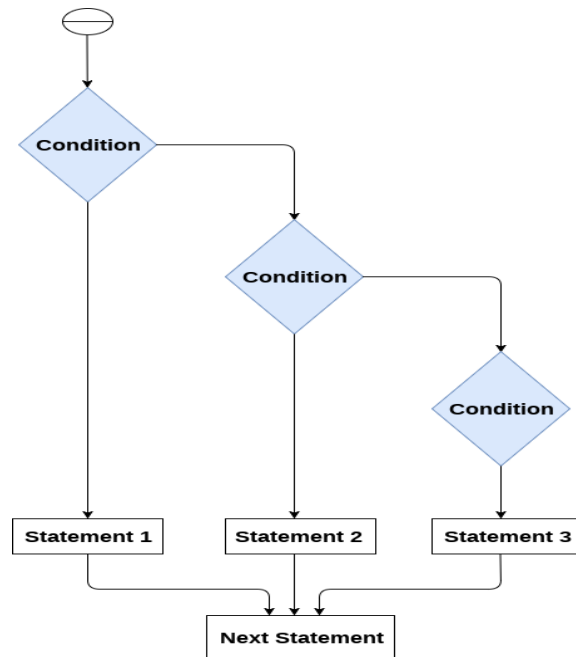 Condition
Condition
Condition
Statement 1
Statement 2
Statement 3
Next Statement